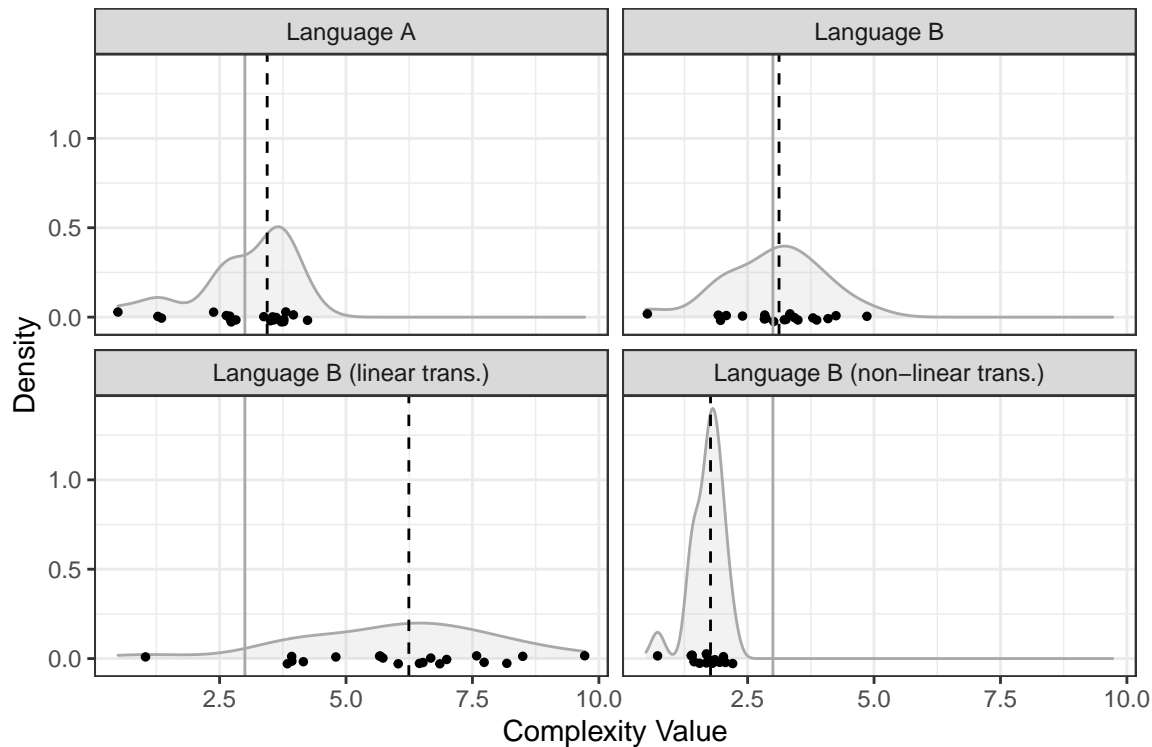 Language A
Language B
1.0
0.5
0.0
Language B (linear trans.)
Language B (non−linear trans.)
1.0
0.5
0.0
2.5 5.0 7.5 10.0
2.5 5.0 7.5 10.0
Complexity Value
Density